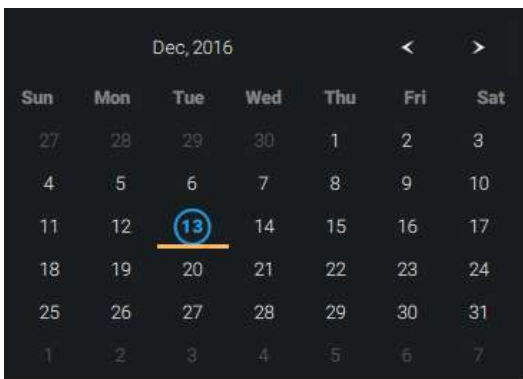 Dec, 2016 < >
Sun Mon Tue Wed Thu Fri Sat
27 28 29 30 1 2 3
4 5 6 7 8 9 10
11 12 13 14 15 16 17
18 19 20 21 22 23 24
25 26 27 28 29 30 31
1 2 3 4 5 6 7